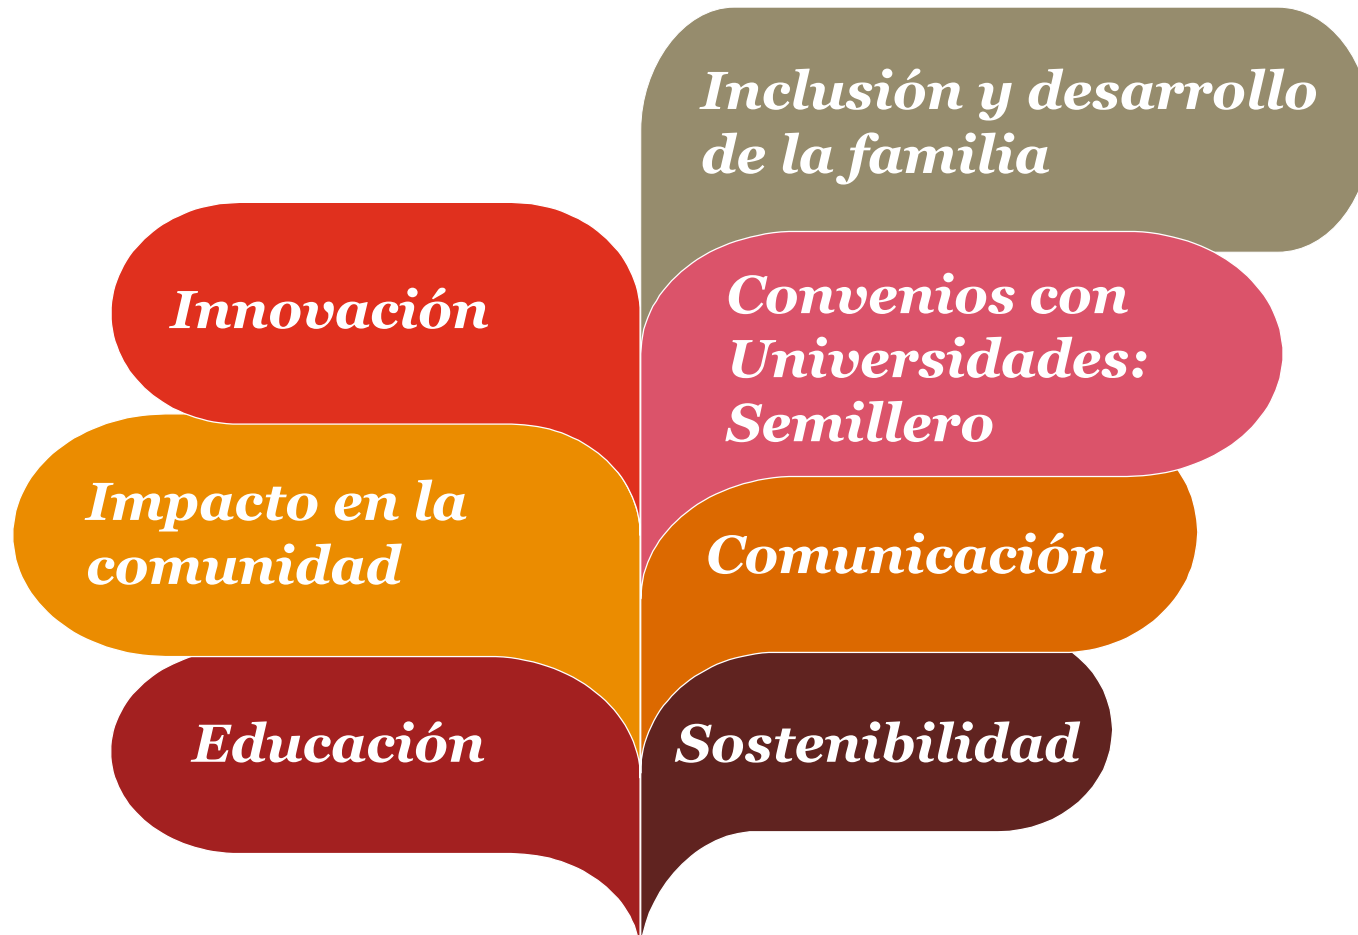 Inclusión y desarrollo
de la familia
Innovación
Convenios con
Universidades:
Semillero
Impacto en la
comunidad
Comunicación
Educación
Sostenibilidad